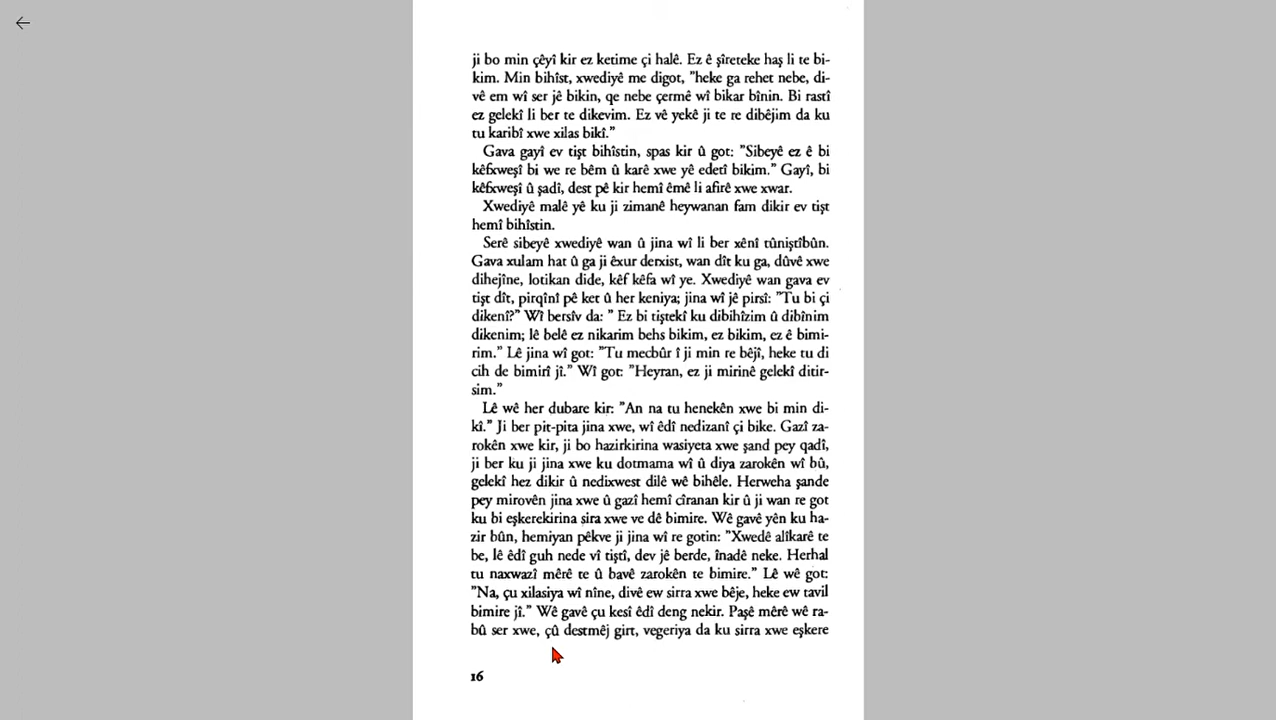 ji bo min çêyî kir ez ketime çi halê. Ez ê şîreteke haş li te bi-
kim. Min bihîst, xwediyê me digot, ”heke ga rehet nebe, di-
vê em wî ser jê bikin, qe nebe çermê wî bikar bînin. Bi rastî
ez gelekî li ber te dikevim. Ez vê yekê ji te re dibêjim da ku
tu karibî xwe xilas bikî.”
Gava gayî ev tişt bihîstin, spas kir û got: ”Sibeyê ez ê bi
kêfxweşî bi we re bêm û karê xwe yê edetî bikim.” Gayî, bi
kêfxweşî û şadî, dest pê kir hemî êmê li afirê xwe xwar.
Xwediyê malê yê ku ji zimanê heywanan fam dikir ev tişt
hemî bihîstin.
Serê sibeyê xwediyê wan û jina wî li ber xênî rûniştîbûn.
Gava xulam hat û ga ji êxur derxist, wan dît ku ga, dûvê xwe
dihejîne, lotikan dide, kêf kêfa wî ye. Xwediyê wan gava ev
tişt dît, pirqînî pê ket û her keniya; jina wî jê pirsî: ”Tu bi çi
dikenî?” Wî bersîv da: ” Ez bi tiştekî ku dibihîzim û dibînim
dikenim; lê belê ez nikarim behs bikim, ez bikim, ez ê bimi-
rim.” Lê jina wî got: ”Tu mecbûr î ji min re bêjî, heke tu di
cih de bimirî jî.” Wî got: ”Heyran, ez ji mirinê gelekî ditir-
sim.”
Lê wê her dubare kir: ”An na tu henekên xwe bi min di-
kî.” Ji ber pit-pita jina xwe, wî êdî nedizanî çi bike. Gazî za-
rokên xwe kir, ji bo hazirkirina wasiyeta xwe şand pey qadî,
ji ber ku ji jina xwe ku dotmama wî û diya zarokên wî bû,
gelekî hez dikir û nedixwest dilê wê bihêle. Herweha şande
pey mirovên jina xwe û gazî hemî cîranan kir û ji wan re got
ku bi eşkerekirina sira xwe ve dê bimire. Wê gavê yên ku ha-
zir bûn, hemiyan pêkve ji jina wî re gotin: ”Xwedê alîkarê te
be, lê êdî guh nede vî tiştî, dev jê berde, înadê neke. Herhal
tu naxwazî mêrê te û bavê zarokên te bimire.” Lê wê got:
”Na, çu xilasiya wî nîne, divê ew sirra xwe bêje, heke ew tavil
bimire jî.” Wê gavê çu kesî êdî deng nekir. Paşê mêrê wê ra-
bû ser xwe, çû destmêj girt, vegeriya da ku sirra xwe eşkere
16